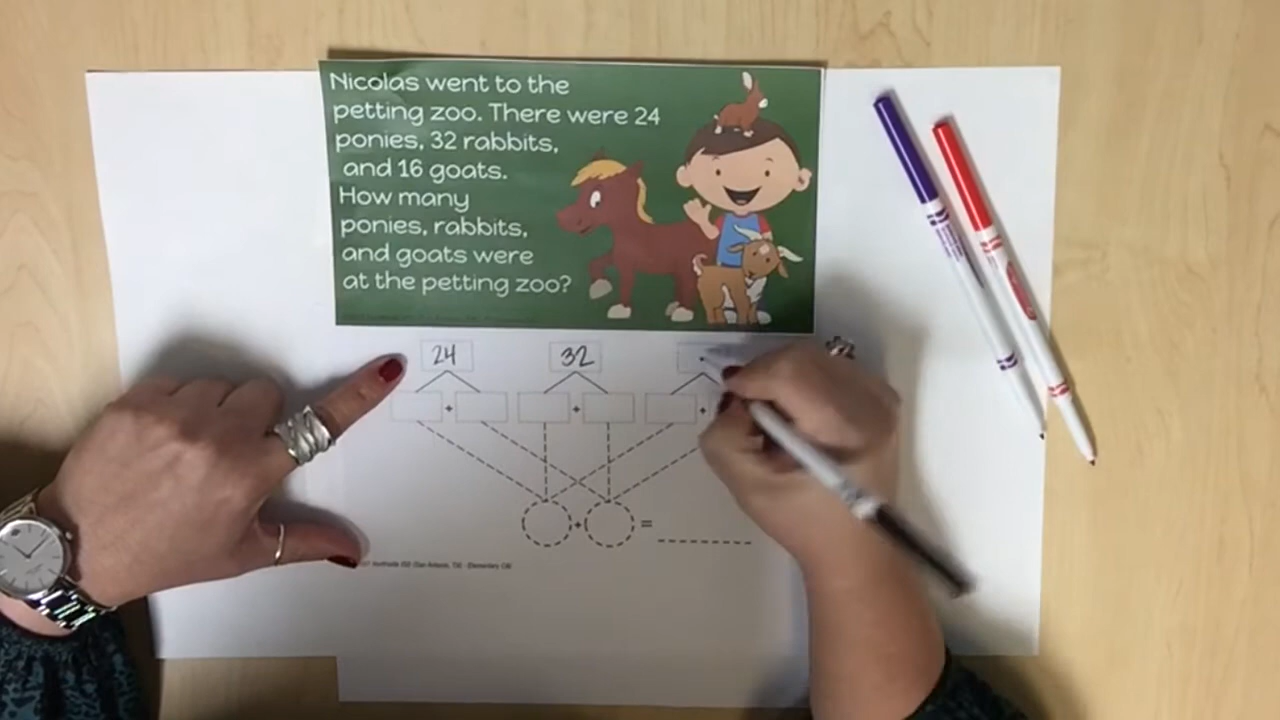 Nicolas went to the
petting zoo. There were 24
ponies, 32 rabbits,
and 16 goats.
How many
ponies, rabbits,
and goats were
at the petting zoo?
24 32
+ + +
+ =